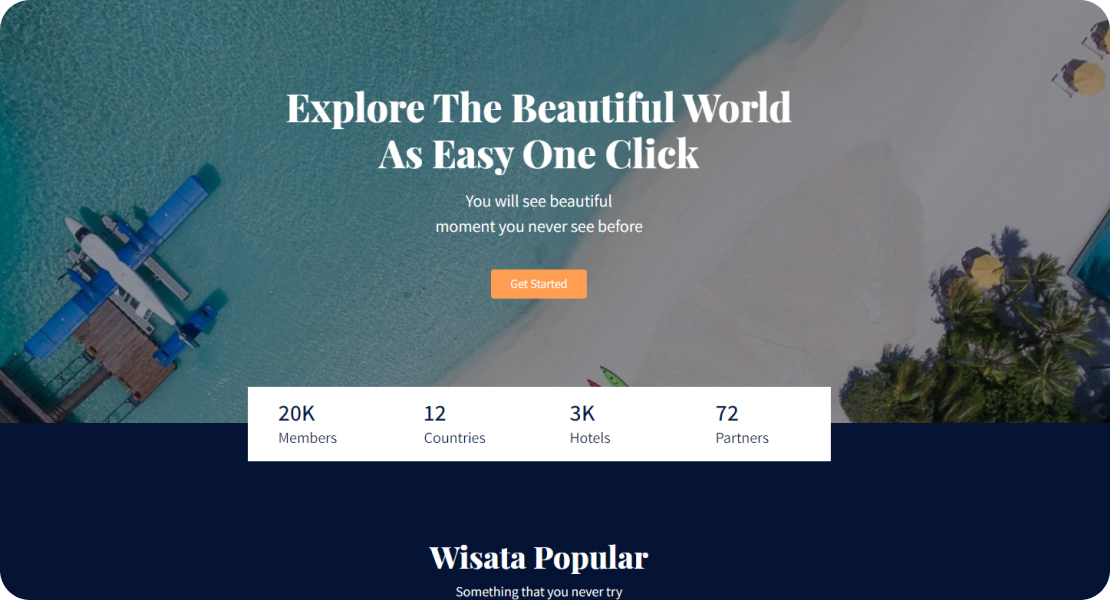 Explore The Beautiful World
As Easy One Click
You will see beautiful
moment you never see before
Get Started
20K
Members
12
Countries
3K
Hotels
72
Partners
Wisata Popular
Something that you never try